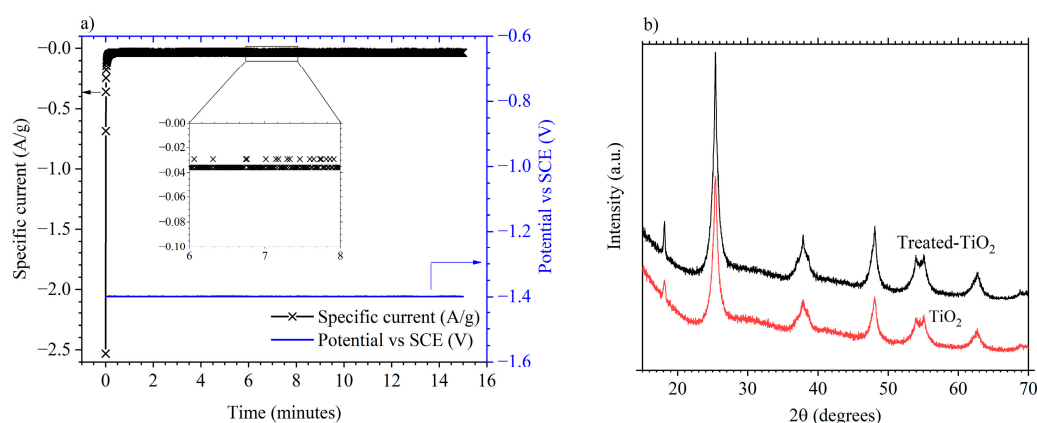 a)
−0.0
−0.5
−1.0
−1.5
−2.0
−2.5
Specific current (A/g)
0 2 4 6 8 10 12 14 16
Time (minutes)
−0.6
−0.8
−1.0
−1.2
−1.4
−1.6
Potential vs SCE (V)
−0.00
−0.02
−0.04
−0.06
−0.08
−0.10
6 7 8
Specific current (A/g)
Potential vs SCE (V)
b)
Intensity (a.u.)
Treated-TiO₂
TiO₂
20 30 40 50 60 70
2θ (degrees)